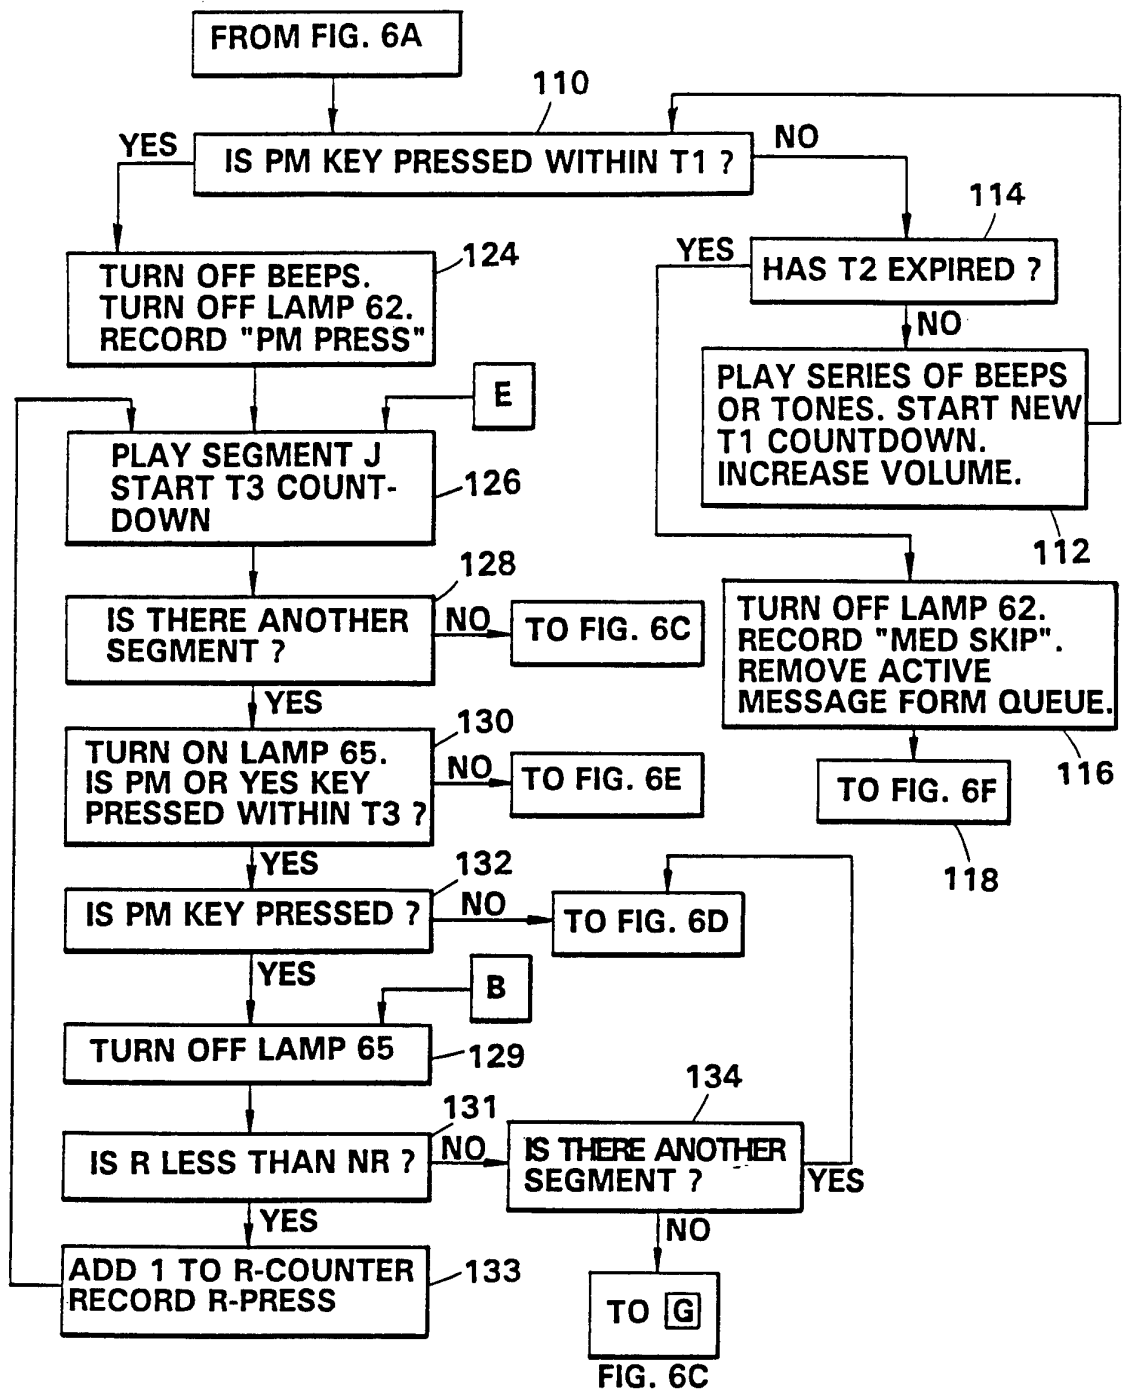 FROM FIG. 6A
110
YES
IS PM KEY PRESSED WITHIN T1 ?
NO
114
124
TURN OFF BEEPS.
TURN OFF LAMP 62.
RECORD "PM PRESS"
YES
HAS T2 EXPIRED ?
NO
E
PLAY SERIES OF BEEPS
OR TONES. START NEW
T1 COUNTDOWN.
INCREASE VOLUME.
112
PLAY SEGMENT J
START T3 COUNT-
DOWN
126
128
IS THERE ANOTHER
SEGMENT ?
NO
TO FIG. 6C
TURN OFF LAMP 62.
RECORD "MED SKIP".
REMOVE ACTIVE
MESSAGE FORM QUEUE.
116
YES
130
TURN ON LAMP 65.
IS PM OR YES KEY
PRESSED WITHIN T3 ?
NO
TO FIG. 6E
TO FIG. 6F
118
YES
132
IS PM KEY PRESSED ?
NO
TO FIG. 6D
YES
B
TURN OFF LAMP 65
129
131
134
IS R LESS THAN NR ?
NO
IS THERE ANOTHER
SEGMENT ?
YES
YES
NO
ADD 1 TO R-COUNTER
RECORD R-PRESS
133
TO G
FIG. 6C